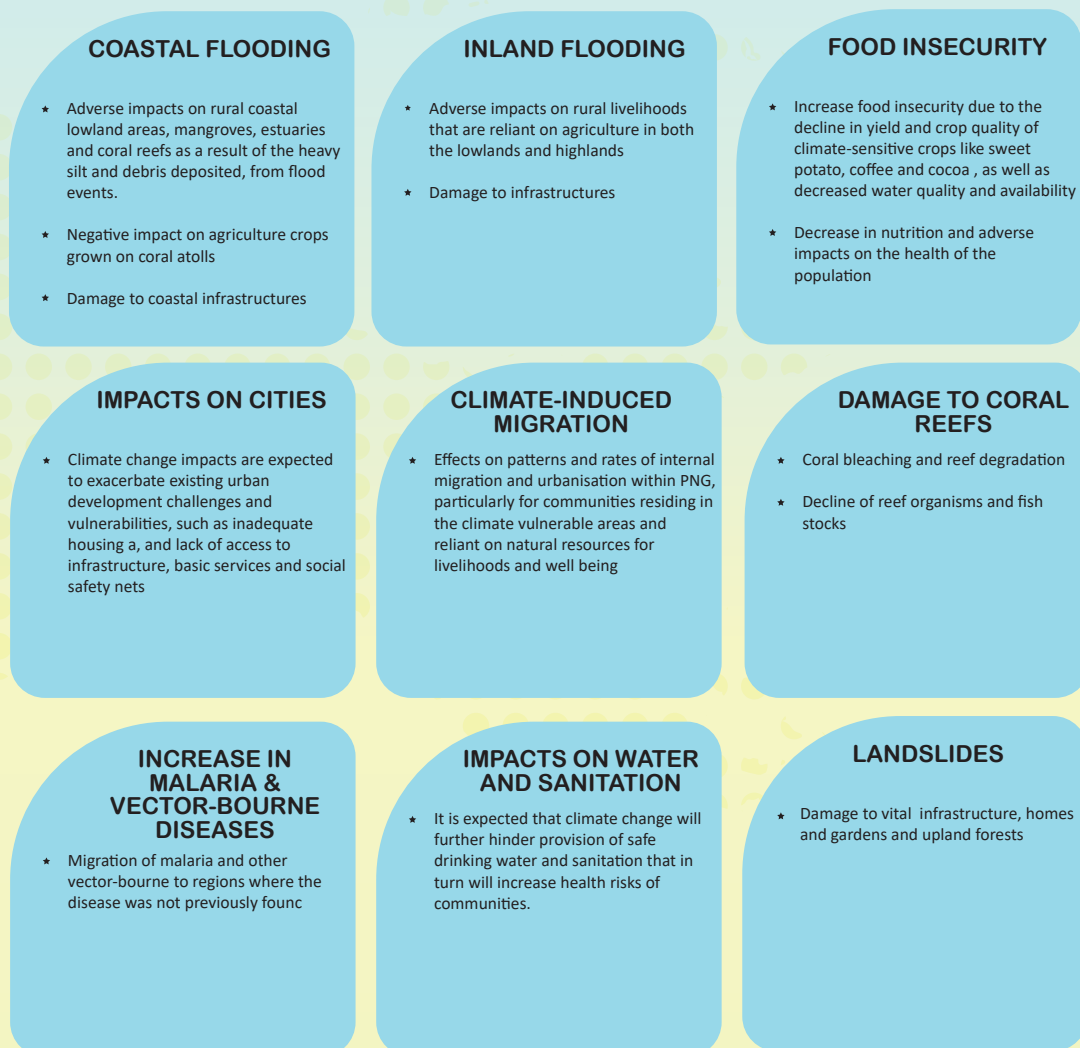 COASTAL FLOODING
★ Adverse impacts on rural coastal
lowland areas, mangroves, estuaries
and coral reefs as a result of the heavy
silt and debris deposited, from flood
events.
★ Negative impact on agriculture crops
grown on coral atolls
★ Damage to coastal infrastructures
INLAND FLOODING
★ Adverse impacts on rural livelihoods
that are reliant on agriculture in both
the lowlands and highlands
★ Damage to infrastructures
FOOD INSECURITY
★ Increase food insecurity due to the
decline in yield and crop quality of
climate-sensitive crops like sweet
potato, coffee and cocoa , as well as
decreased water quality and availability
★ Decrease in nutrition and adverse
impacts on the health of the
population
IMPACTS ON CITIES
★ Climate change impacts are expected
to exacerbate existing urban
development challenges and
vulnerabilities, such as inadequate
housing a, and lack of access to
infrastructure, basic services and social
safety nets
CLIMATE-INDUCED
MIGRATION
★ Effects on patterns and rates of internal
migration and urbanisation within PNG,
particularly for communities residing in
the climate vulnerable areas and
reliant on natural resources for
livelihoods and well being
DAMAGE TO CORAL
REEFS
★ Coral bleaching and reef degradation
★ Decline of reef organisms and fish
stocks
INCREASE IN
MALARIA &
VECTOR-BOURNE
DISEASES
★ Migration of malaria and other
vector-bourne to regions where the
disease was not previously founc
IMPACTS ON WATER
AND SANITATION
★ It is expected that climate change will
further hinder provision of safe
drinking water and sanitation that in
turn will increase health risks of
communities.
LANDSLIDES
★ Damage to vital  infrastructure, homes
and gardens and upland forests